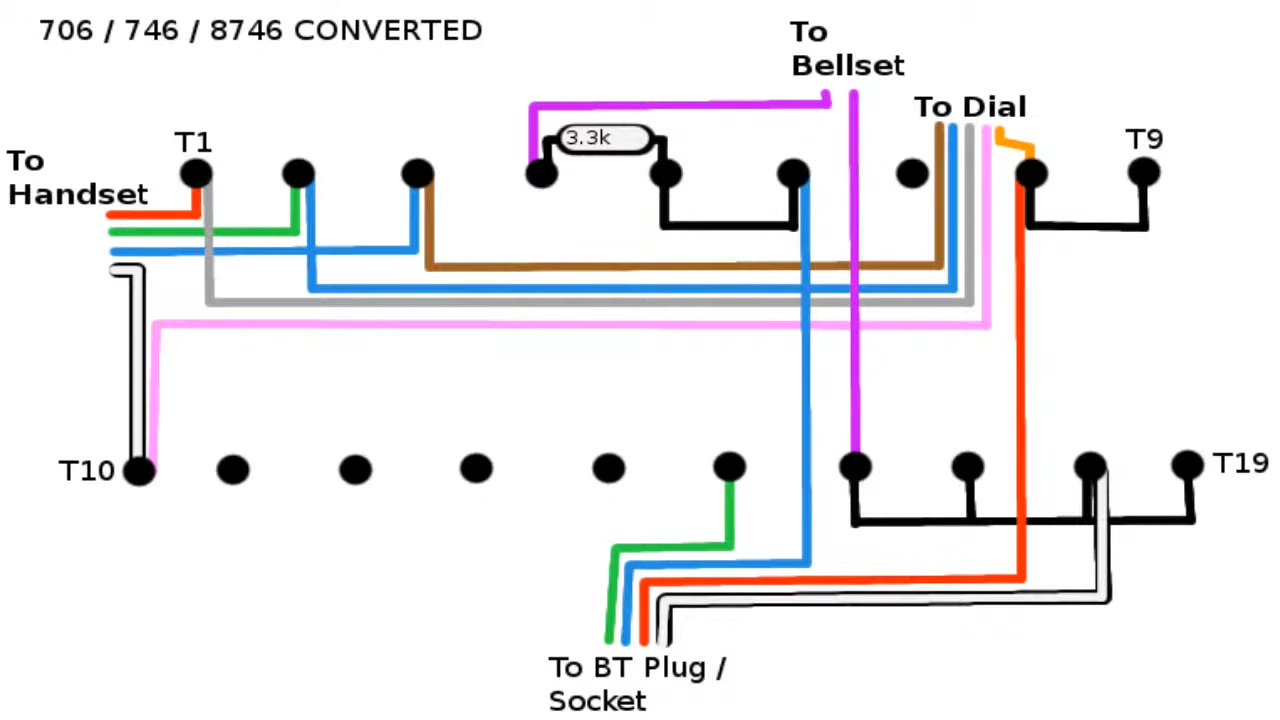 706 / 746 / 8746 CONVERTED
To
Bellset
To Dial
T1
3.3k
T9
To
Handset
T10
T19
To BT Plug /
Socket